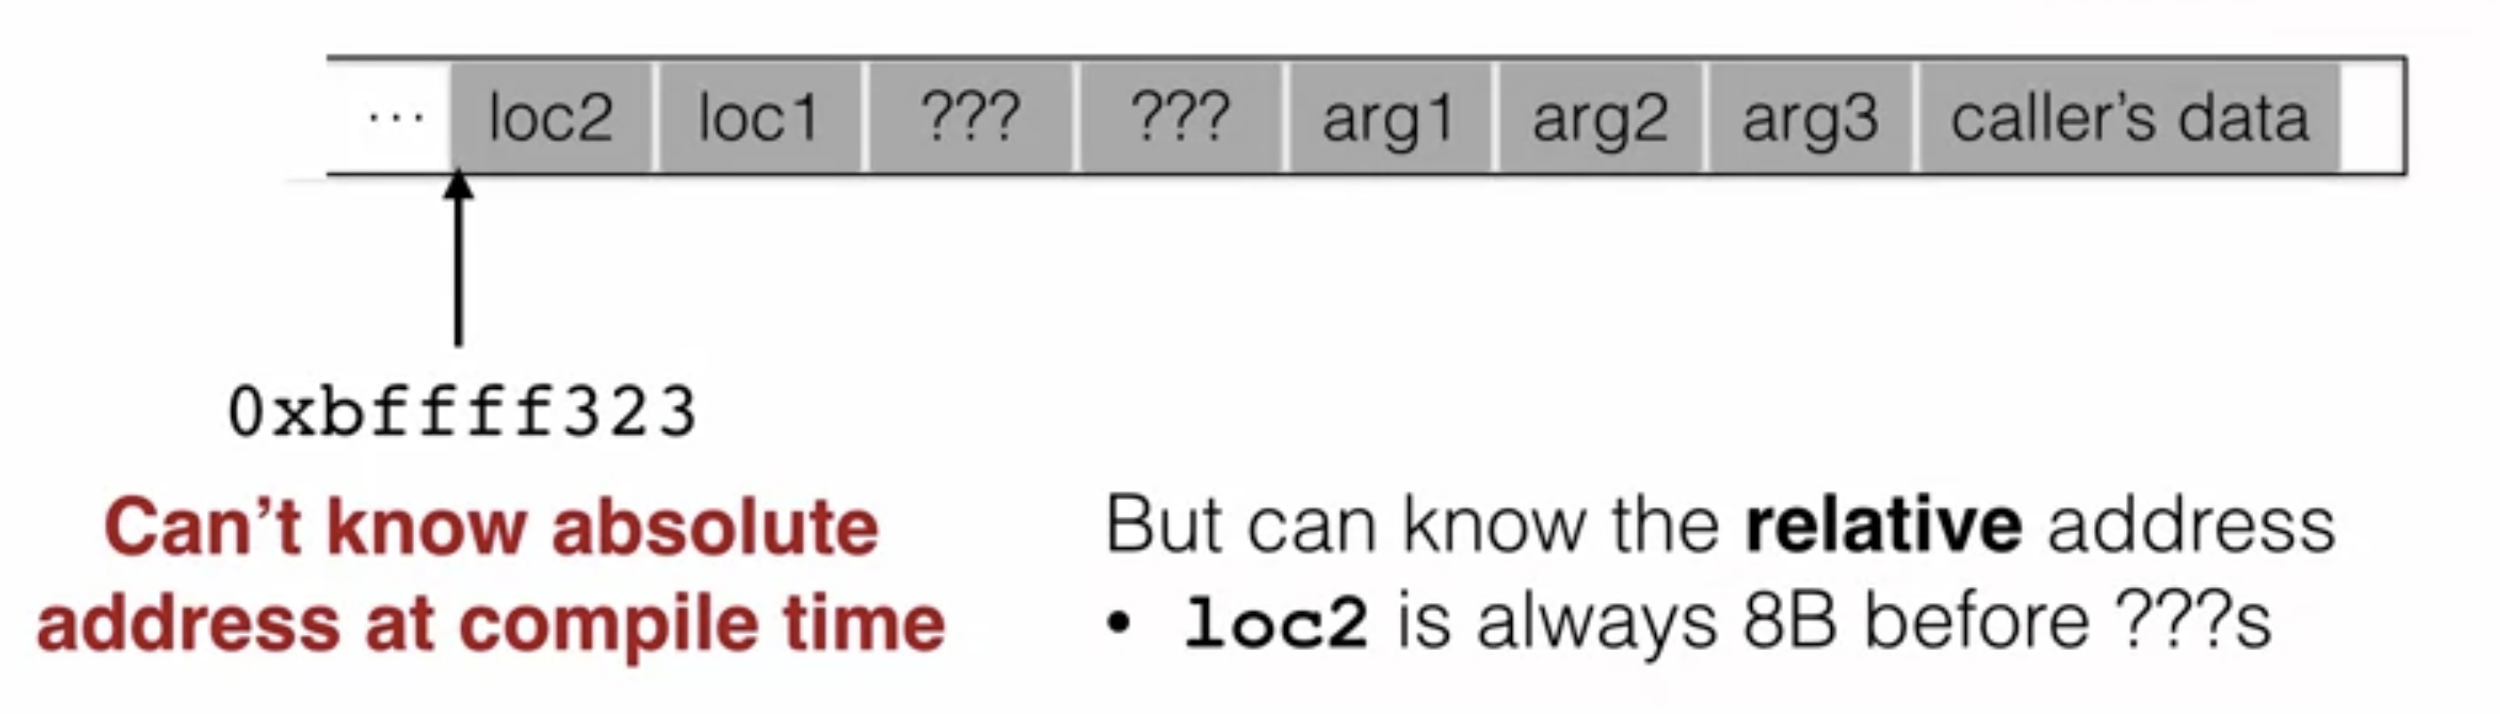 ... loc2 loc1 ??? ??? arg1 arg2 arg3 caller's data
0xbffff323
Can't know absolute
address at compile time
But can know the relative address
• loc2 is always 8B before ???s